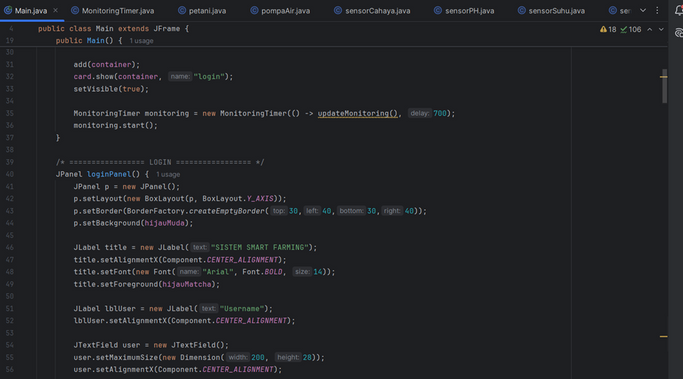 Main.java × MonitoringTimer.java petani.java pompaAir.java sensorCahaya.java sensorPH.java sensorSuhu.java
4 public class Main extends JFrame { 18 106
19 public Main() { 1 usage
30
31 add(container);
32 card.show(container, name: "login");
33 setVisible(true);
34
35 MonitoringTimer monitoring = new MonitoringTimer(() -> updateMonitoring(), delay: 700);
36 monitoring.start();
37 }
38
39 /* ================= LOGIN ================= */
40 JPanel loginPanel() { 1 usage
41 JPanel p = new JPanel();
42 p.setLayout(new BoxLayout(p, BoxLayout.Y_AXIS));
43 p.setBorder(BorderFactory.createEmptyBorder( top: 30, left: 40, bottom: 30, right: 40));
44 p.setBackground(hijauMuda);
45
46 JLabel title = new JLabel( text: "SISTEM SMART FARMING");
47 title.setAlignmentX(Component.CENTER_ALIGNMENT);
48 title.setFont(new Font( name: "Arial", Font.BOLD, size: 14));
49 title.setForeground(hijauMatcha);
50
51 JLabel lblUser = new JLabel( text: "Username");
52 lblUser.setAlignmentX(Component.CENTER_ALIGNMENT);
53
54 JTextField user = new JTextField();
55 user.setMaximumSize(new Dimension( width: 200, height: 28));
56 user.setAlignmentX(Component.CENTER_ALIGNMENT);